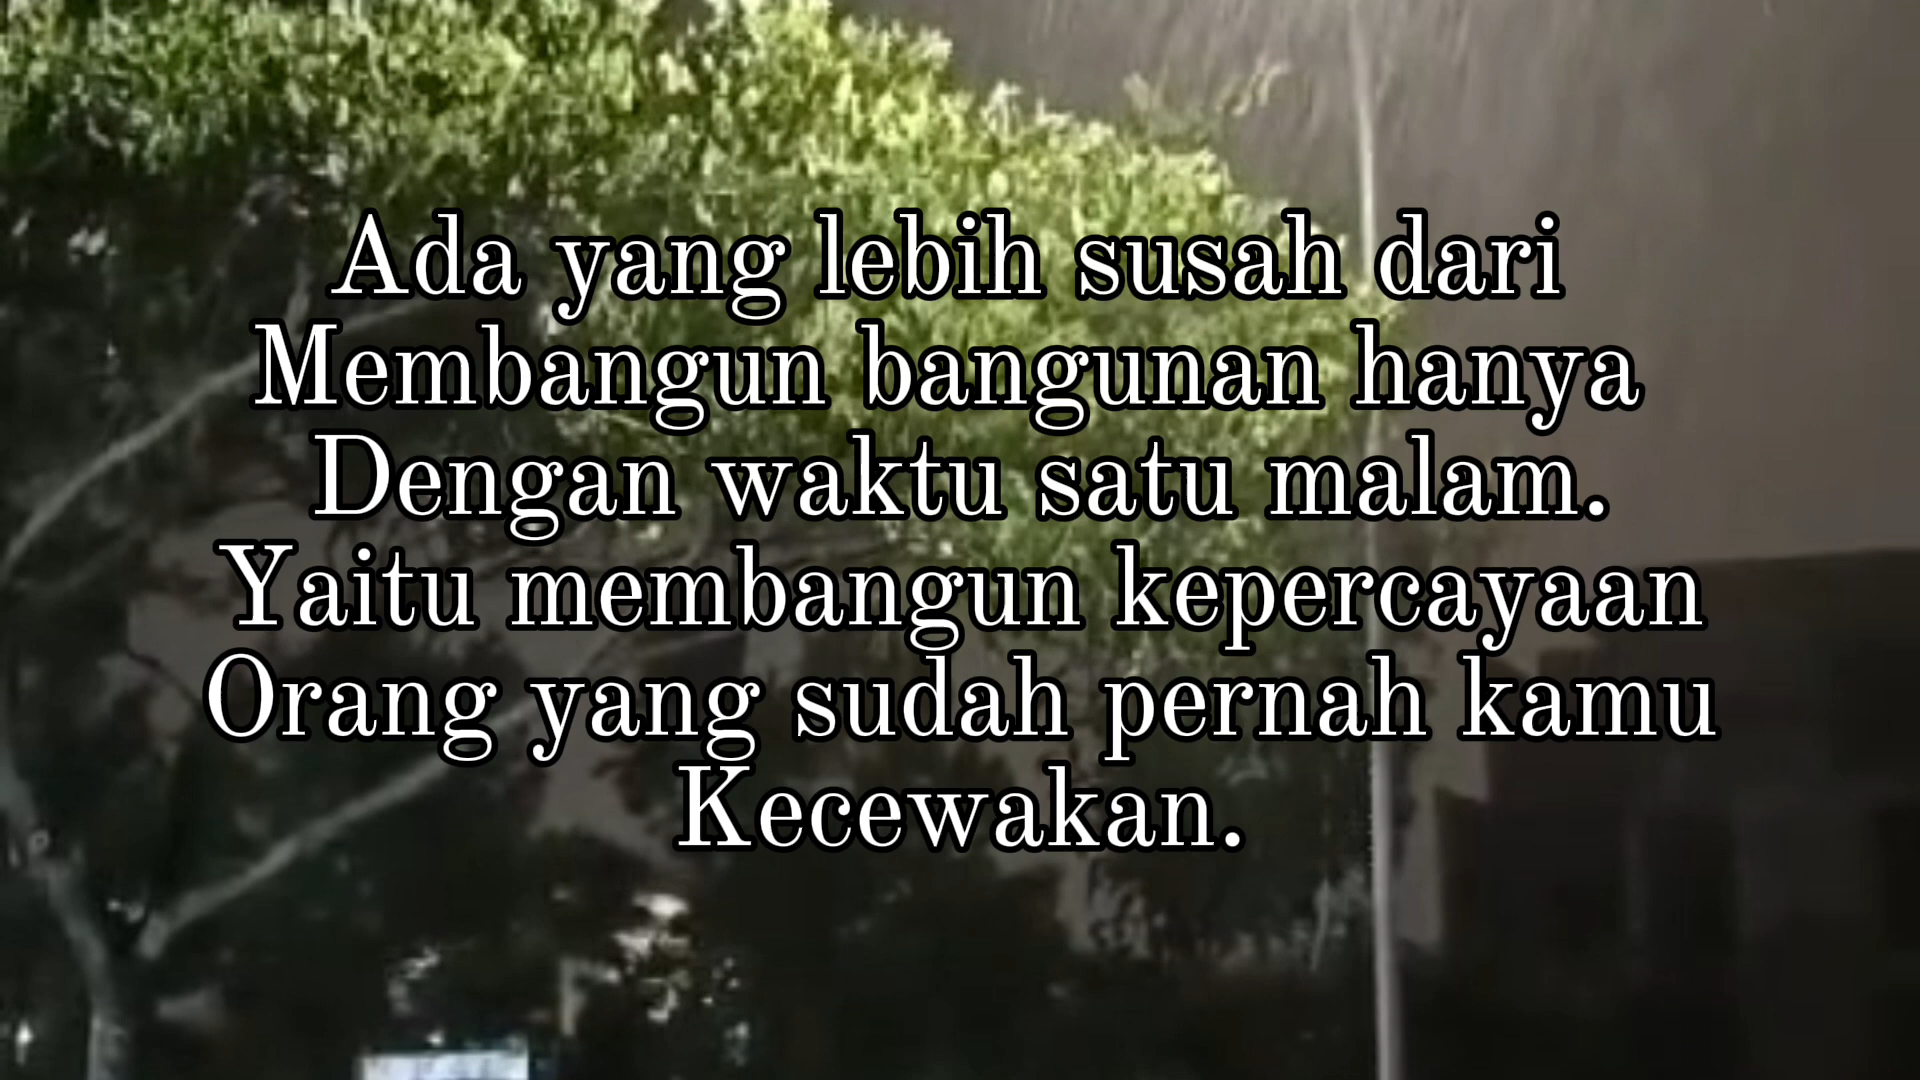 Ada yang lebih susah dari
Membangun bangunan hanya
Dengan waktu satu malam.
Yaitu membangun kepercayaan
Orang yang sudah pernah kamu
Kecewakan.